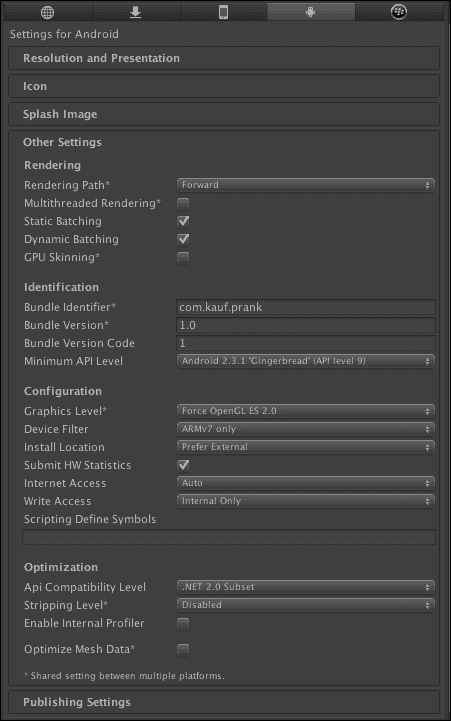 Settings for Android
Resolution and Presentation
Icon
Splash Image
Other Settings
Rendering
Rendering Path* Forward
Multithreaded Rendering*
Static Batching
Dynamic Batching
GPU Skinning*
Identification
Bundle Identifier* com.kauf.prank
Bundle Version* 1.0
Bundle Version Code 1
Minimum API Level Android 2.3.1 'Gingerbread' (API level 9)
Configuration
Graphics Level* Force OpenGL ES 2.0
Device Filter ARMv7 only
Install Location Prefer External
Submit HW Statistics
Internet Access Auto
Write Access Internal Only
Scripting Define Symbols
Optimization
Api Compatibility Level .NET 2.0 Subset
Stripping Level* Disabled
Enable Internal Profiler
Optimize Mesh Data*
* Shared setting between multiple platforms.
Publishing Settings